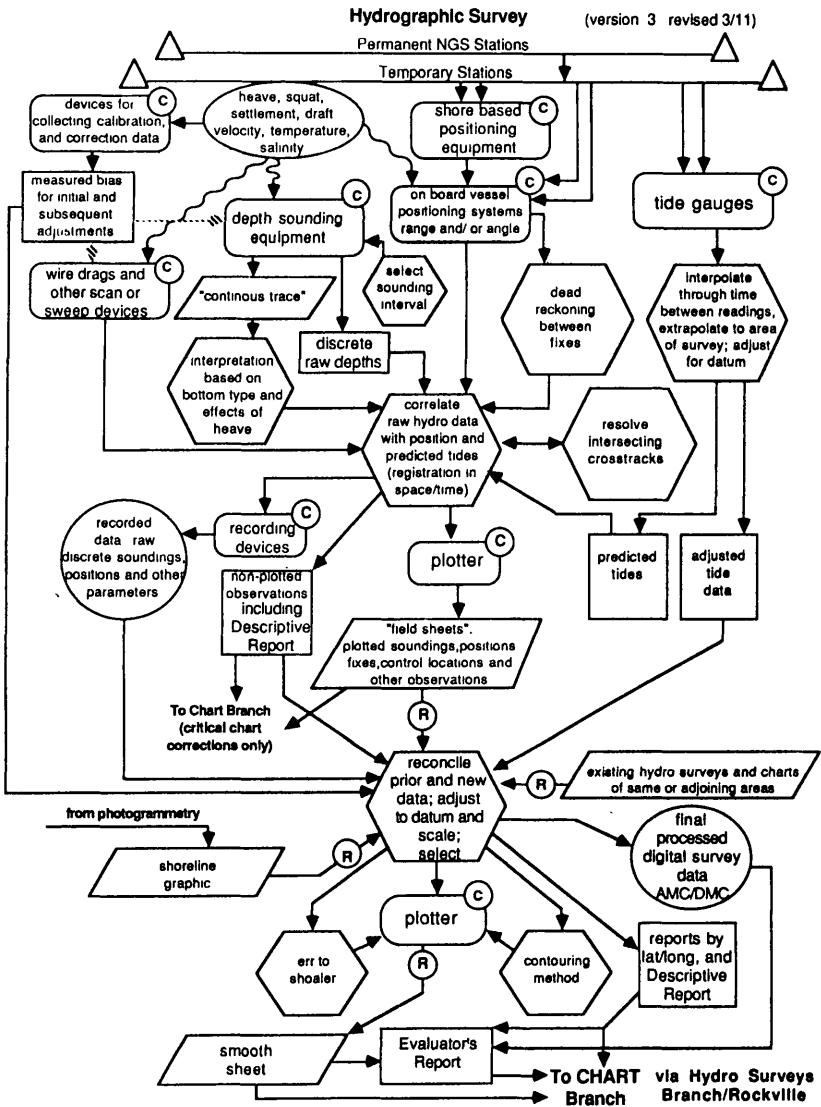 Hydrographic Survey
(version 3 revised 3/11)
Permanent NGS Stations
Temporary Stations
devices for
collecting calibration,
and correction data
C
heave, squat,
settlement, draft
velocity, temperature,
salinity
shore based
positioning
equipment
C
measured bias
for initial and
subsequent
adjustments
depth sounding
equipment
C
on board vessel
positioning systems
range and/ or angle
C
tide gauges
C
wire drags and
other scan or
sweep devices
C
"continous trace"
select
sounding
interval
dead
reckoning
between
fixes
interpolate
through time
between readings,
extrapolate to area
of survey; adjust
for datum
discrete
raw depths
interpretation
based on
bottom type and
effects of
heave
correlate
raw hydro data
with position and
predicted tides
(registration in
space/time)
resolve
intersecting
crosstracks
recorded
data raw
discrete soundings,
positions and other
parameters
recording
devices
C
plotter
C
predicted
tides
adjusted
tide
data
non-plotted
observations
including
Descriptive
Report
"field sheets".
plotted soundings,positions
fixes,control locations and
other observations
To Chart Branch
(critical chart
corrections only)
R
reconcile
prior and new
data; adjust
to datum and
scale;
select
R
existing hydro surveys and charts
of same or adjoining areas
from photogrammetry
shoreline
graphic
R
final
processed
digital survey
data
AMC/DMC
plotter
C
err to
shoaler
R
contouring
method
reports by
lat/long, and
Descriptive
Report
smooth
sheet
Evaluator's
Report
To CHART via Hydro Surveys
Branch Branch/Rockville